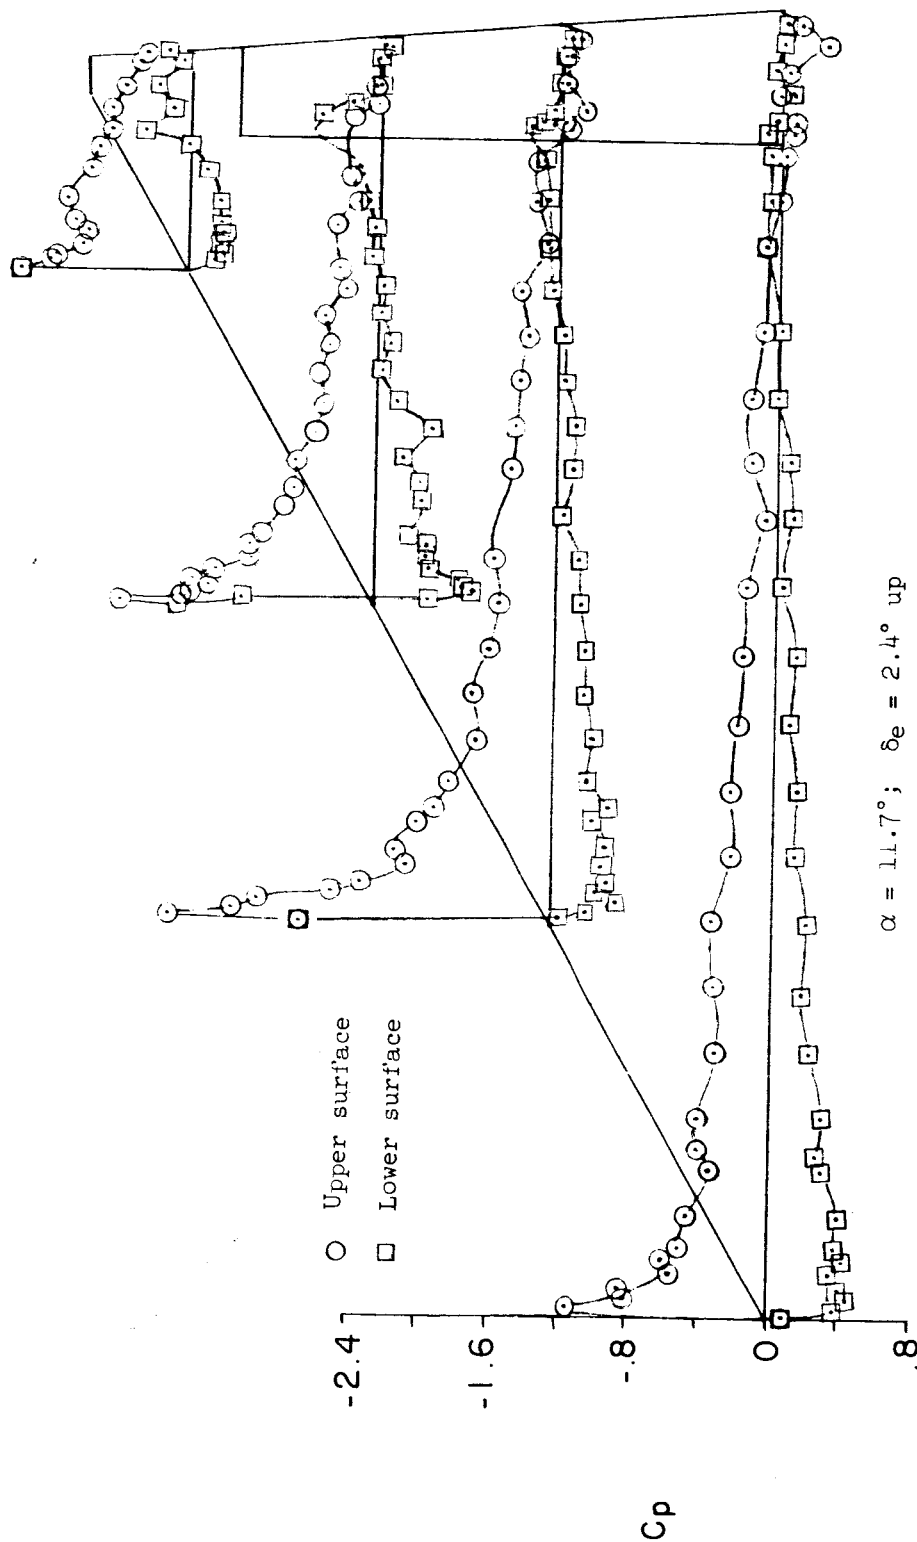 Upper surface
Lower surface
-2.4
-1.6
-.8
0
.8
Cp
α = 11.7°; δe = 2.4° up